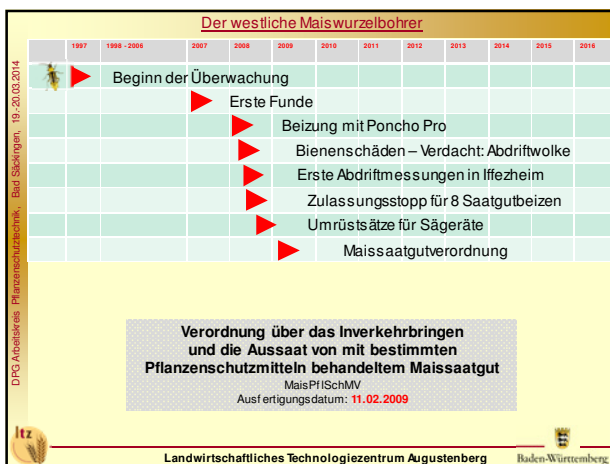 Der westliche Maiswurzelbohrer
1997 1998 - 2006 2007 2008 2009 2010 2011 2012 2013 2014 2015 2016
Beginn der Überwachung
Erste Funde
Beizung mit Poncho Pro
Bienenschäden – Verdacht: Abdriftwolke
Erste Abdriftmessungen in Iffezheim
Zulassungsstopp für 8 Saatgutbeizen
Umrüstsätze für Sägeräte
Maissaatgutverordnung
Verordnung über das Inverkehrbringen
und die Aussaat von mit bestimmten
Pflanzenschutzmitteln behandeltem Maissaatgut
MaisPflSchMV
Ausfertigungsdatum: 11.02.2009
DPG Arbeitskreis Pflanzenschutztechnik, Bad Säckingen, 19.-20.03.2014
ltz
Landwirtschaftliches Technologiezentrum Augustenberg
Baden-Württemberg